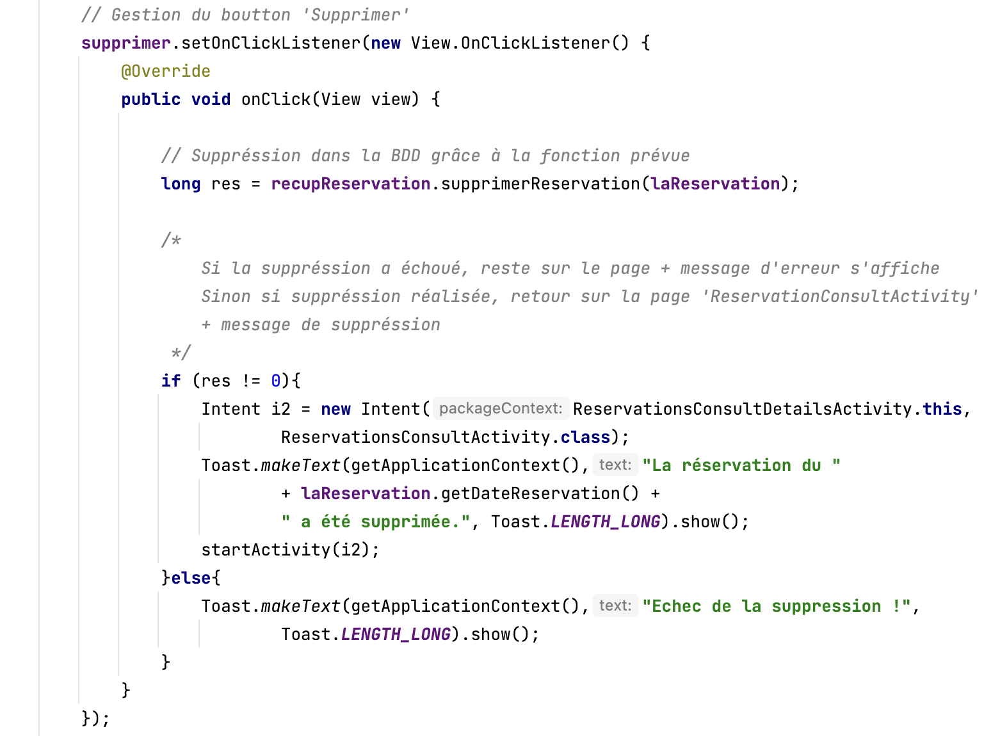 // Gestion du boutton 'Supprimer'
supprimer.setOnClickListener(new View.OnClickListener() {
@Override
public void onClick(View view) {
// Suppréssion dans la BDD grâce à la fonction prévue
long res = recupReservation.supprimerReservation(laReservation);
/*
Si la suppréssion a échoué, reste sur le page + message d'erreur s'affiche
Sinon si suppréssion réalisée, retour sur la page 'ReservationConsultActivity'
+ message de suppréssion
*/
if (res != 0){
Intent i2 = new Intent( packageContext: ReservationsConsultDetailsActivity.this,
ReservationsConsultActivity.class);
Toast.makeText(getApplicationContext(), text: "La réservation du "
+ laReservation.getDateReservation() +
" a été supprimée.", Toast.LENGTH_LONG).show();
startActivity(i2);
}else{
Toast.makeText(getApplicationContext(), text: "Echec de la suppression !",
Toast.LENGTH_LONG).show();
}
}
});